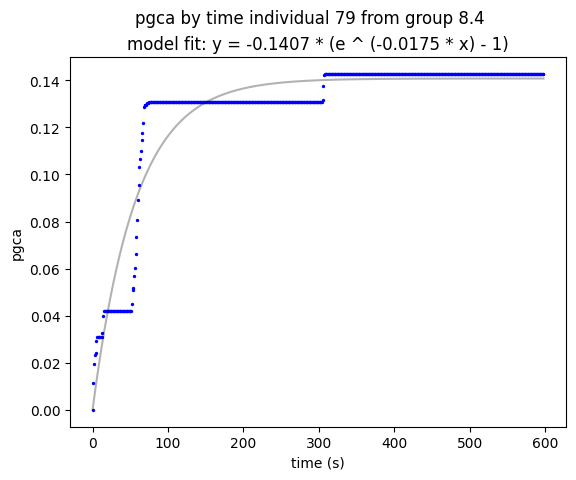 pgca by time individual 79 from group 8.4
model fit: y = -0.1407 * (e ^ (-0.0175 * x) - 1)
0.14
0.12
0.10
0.08
0.06
0.04
0.02
0.00
pgca
0 100 200 300 400 500 600
time (s)